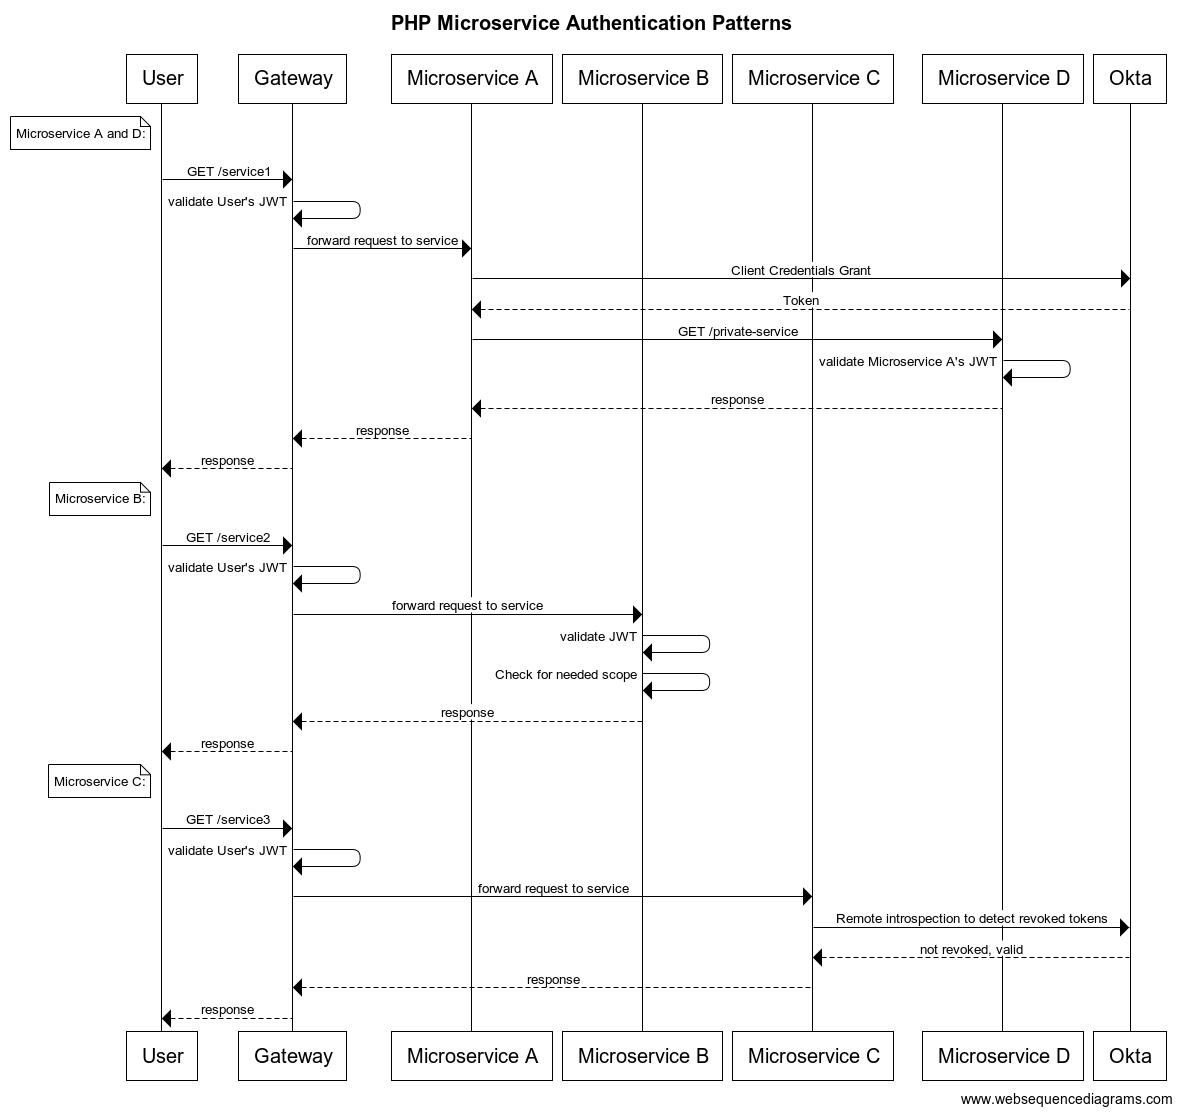 PHP Microservice Authentication Patterns
User
Gateway
Microservice A
Microservice B
Microservice C
Microservice D
Okta
Microservice A and D:
GET /service1
validate User's JWT
forward request to service
Client Credentials Grant
Token
GET /private-service
validate Microservice A's JWT
response
response
response
Microservice B:
GET /service2
validate User's JWT
forward request to service
validate JWT
Check for needed scope
response
response
Microservice C:
GET /service3
validate User's JWT
forward request to service
Remote introspection to detect revoked tokens
not revoked, valid
response
response
User
Gateway
Microservice A
Microservice B
Microservice C
Microservice D
Okta
www.websequencediagrams.com